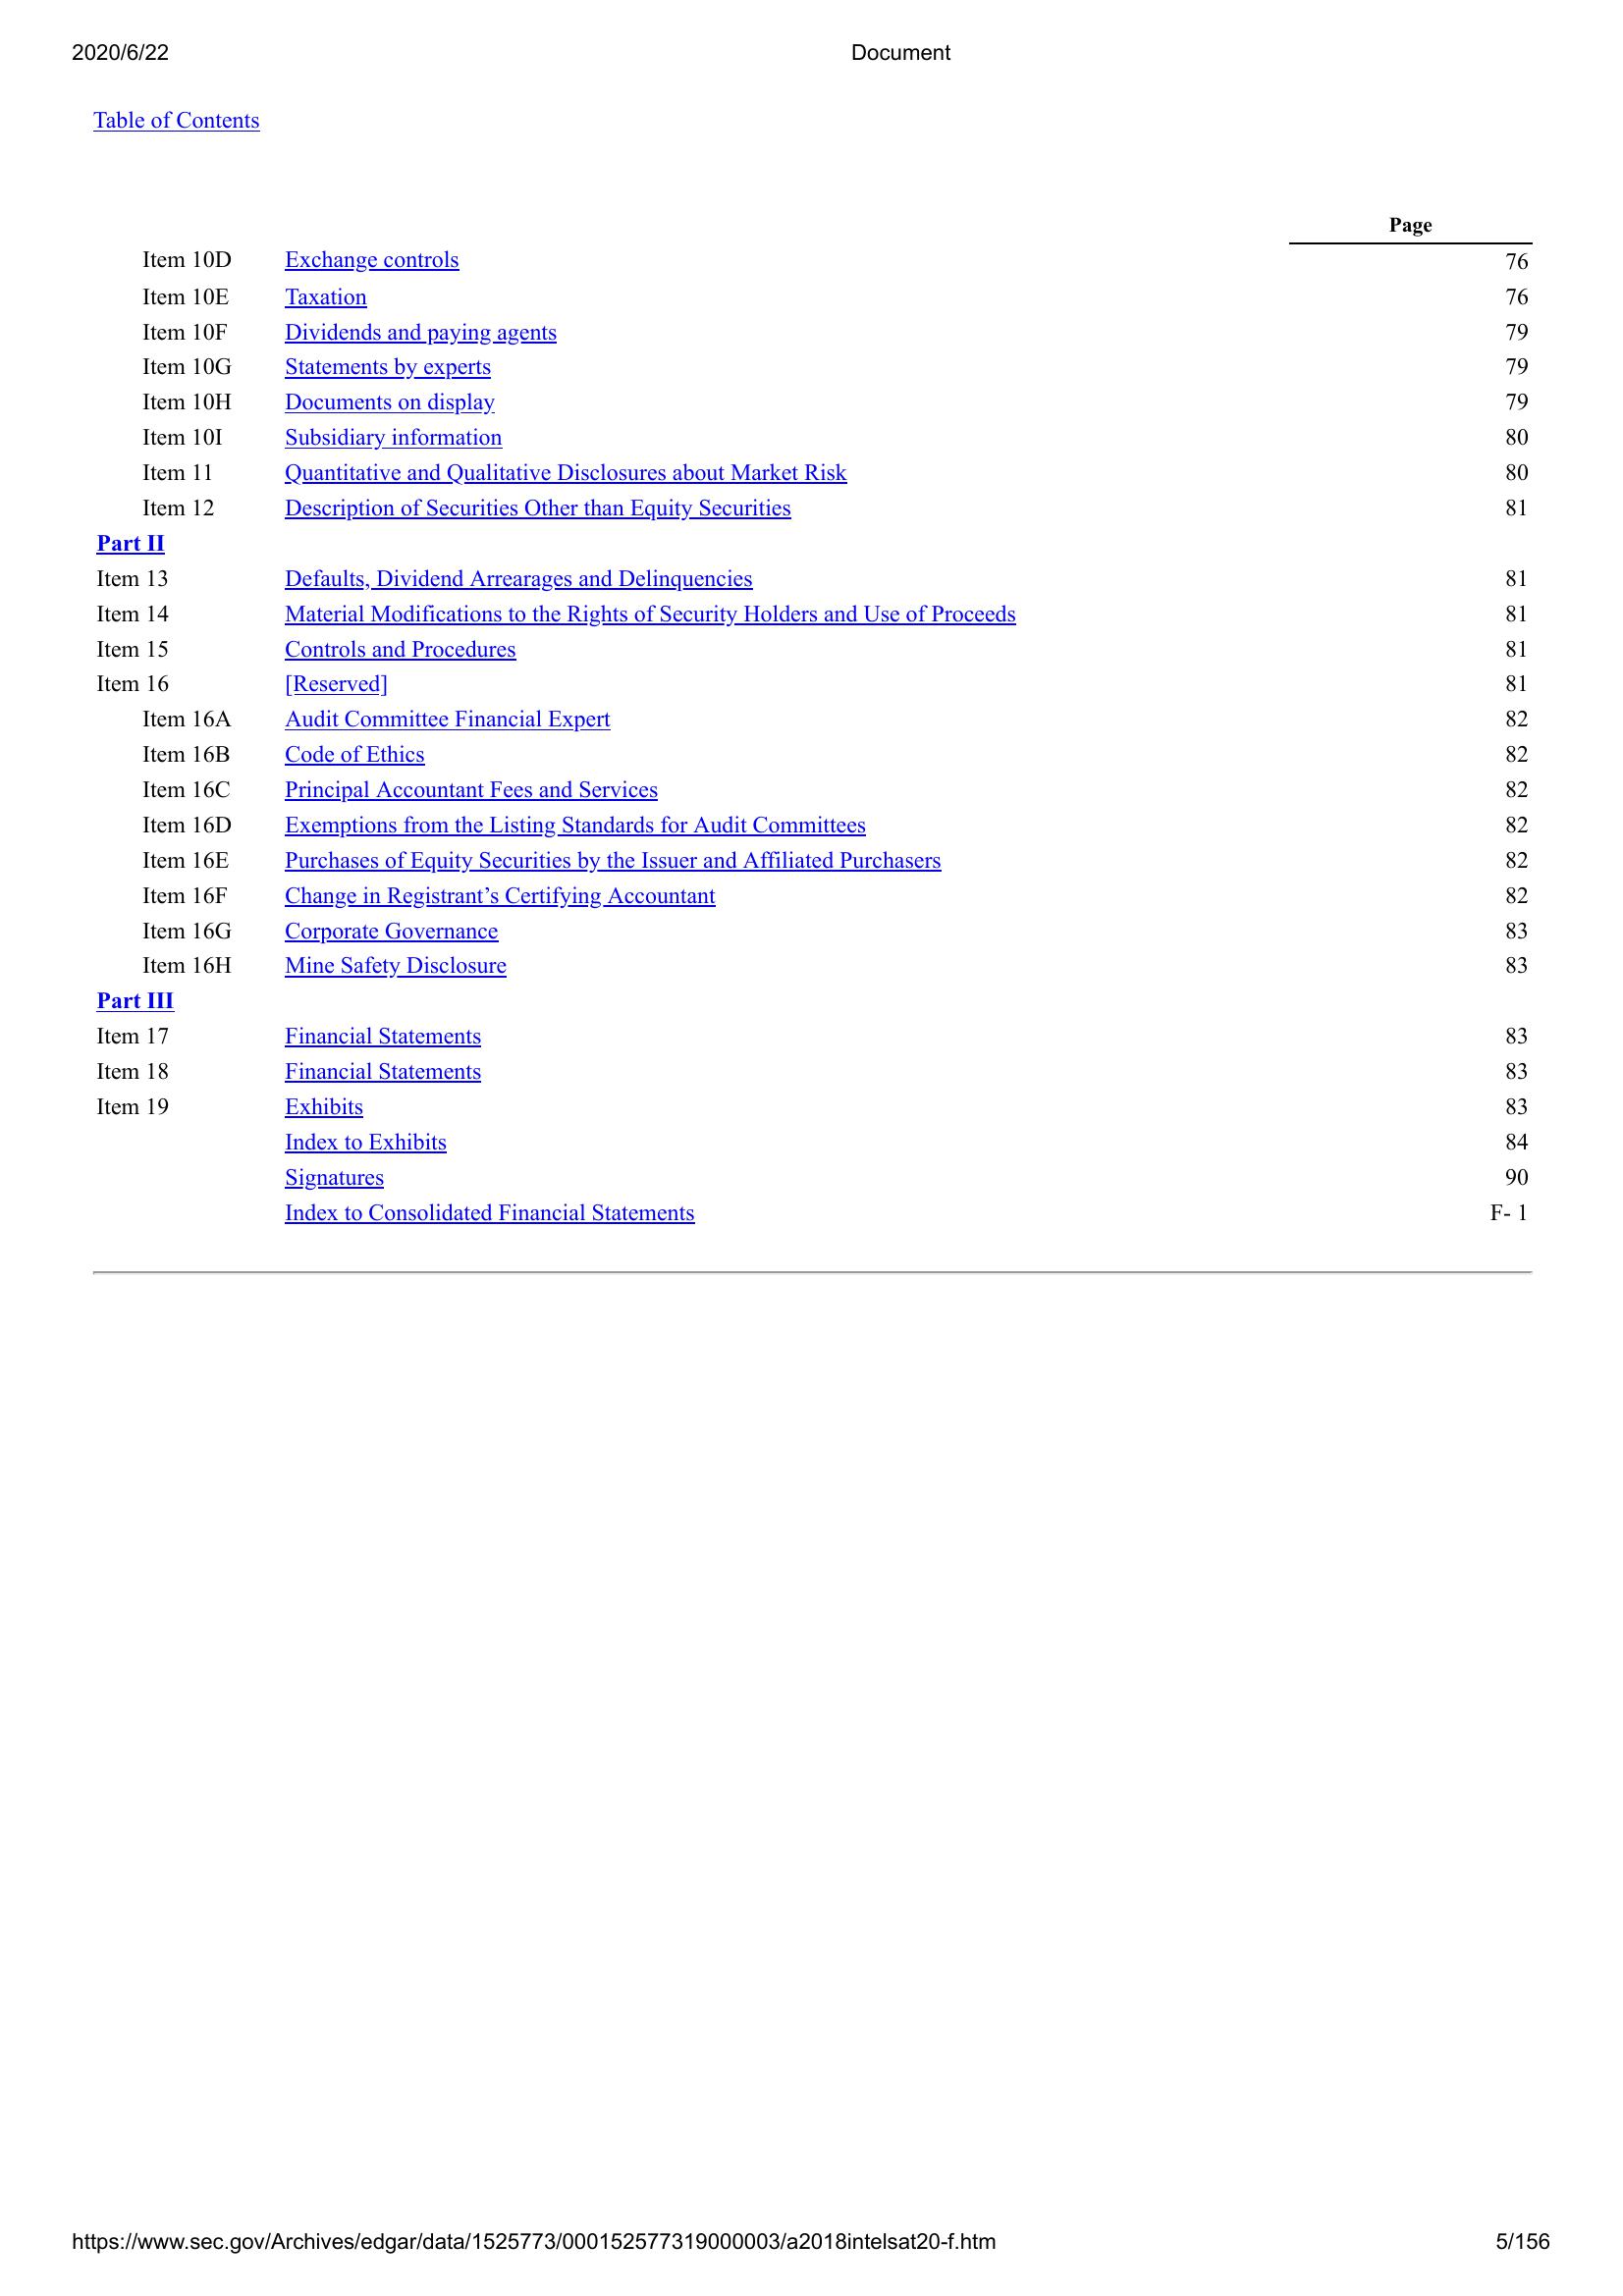 2020/6/22 Document
Table of Contents
Page
Item 10D Exchange controls 76
Item 10E Taxation 76
Item 10F Dividends and paying agents 79
Item 10G Statements by experts 79
Item 10H Documents on display 79
Item 10I Subsidiary information 80
Item 11 Quantitative and Qualitative Disclosures about Market Risk 80
Item 12 Description of Securities Other than Equity Securities 81
Part II
Item 13 Defaults, Dividend Arrearages and Delinquencies 81
Item 14 Material Modifications to the Rights of Security Holders and Use of Proceeds 81
Item 15 Controls and Procedures 81
Item 16 [Reserved] 81
Item 16A Audit Committee Financial Expert 82
Item 16B Code of Ethics 82
Item 16C Principal Accountant Fees and Services 82
Item 16D Exemptions from the Listing Standards for Audit Committees 82
Item 16E Purchases of Equity Securities by the Issuer and Affiliated Purchasers 82
Item 16F Change in Registrant’s Certifying Accountant 82
Item 16G Corporate Governance 83
Item 16H Mine Safety Disclosure 83
Part III
Item 17 Financial Statements 83
Item 18 Financial Statements 83
Item 19 Exhibits 83
Index to Exhibits 84
Signatures 90
Index to Consolidated Financial Statements F- 1
https://www.sec.gov/Archives/edgar/data/1525773/000152577319000003/a2018intelsat20-f.htm 5/156